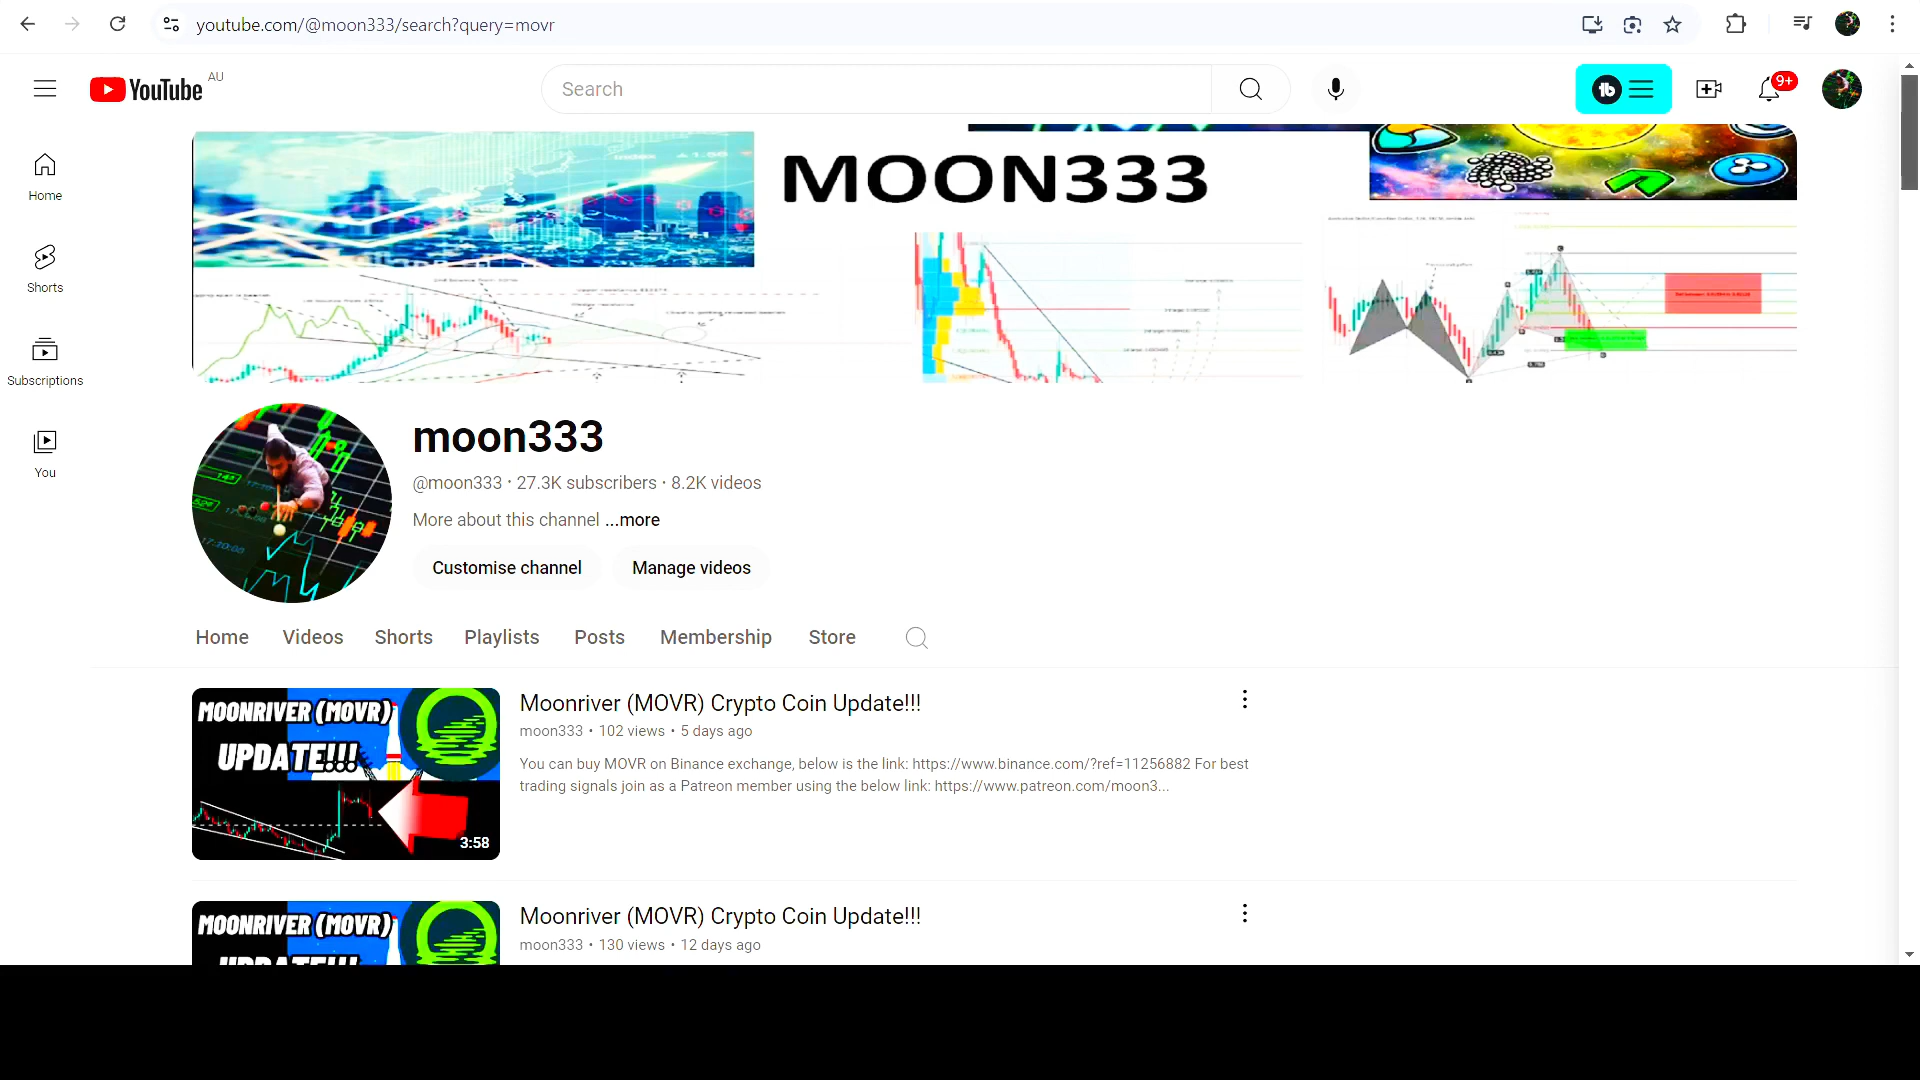 youtube.com/@moon333/search?query=movr
YouTube AU
Search
9+
Home
Shorts
Subscriptions
You
MOON333
moon333
@moon333 • 27.3K subscribers • 8.2K videos
More about this channel ...more
Customise channel
Manage videos
Home Videos Shorts Playlists Posts Membership Store
MOONRIVER (MOVR)
UPDATE!!!
3:58
Moonriver (MOVR) Crypto Coin Update!!!
moon333 • 102 views • 5 days ago
You can buy MOVR on Binance exchange, below is the link: https://www.binance.com/?ref=11256882 For best
trading signals join as a Patreon member using the below link: https://www.patreon.com/moon3...
MOONRIVER (MOVR)
UPDATE!!!
Moonriver (MOVR) Crypto Coin Update!!!
moon333 • 130 views • 12 days ago